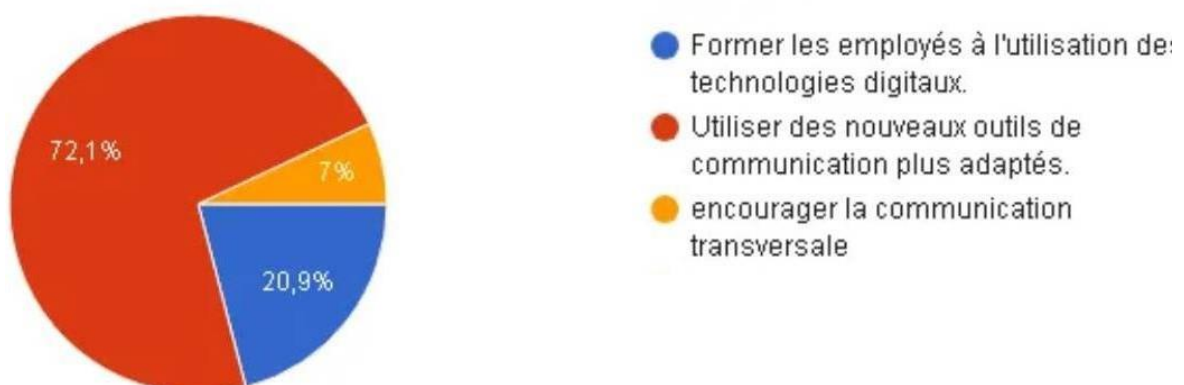 72,1%
7%
20,9%
Former les employés à l'utilisation
technologies digitaux.
Utiliser des nouveaux outils de
communication plus adaptés.
encourager la communication
transversale